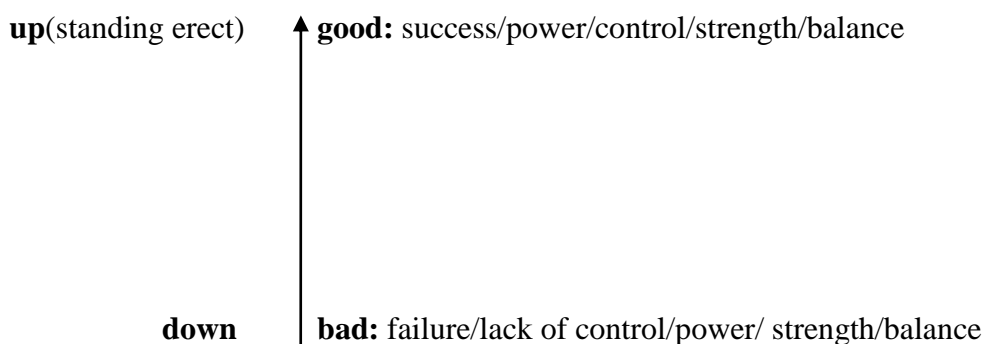 up(standing erect) good: success/power/control/strength/balance
down bad: failure/lack of control/power/ strength/balance